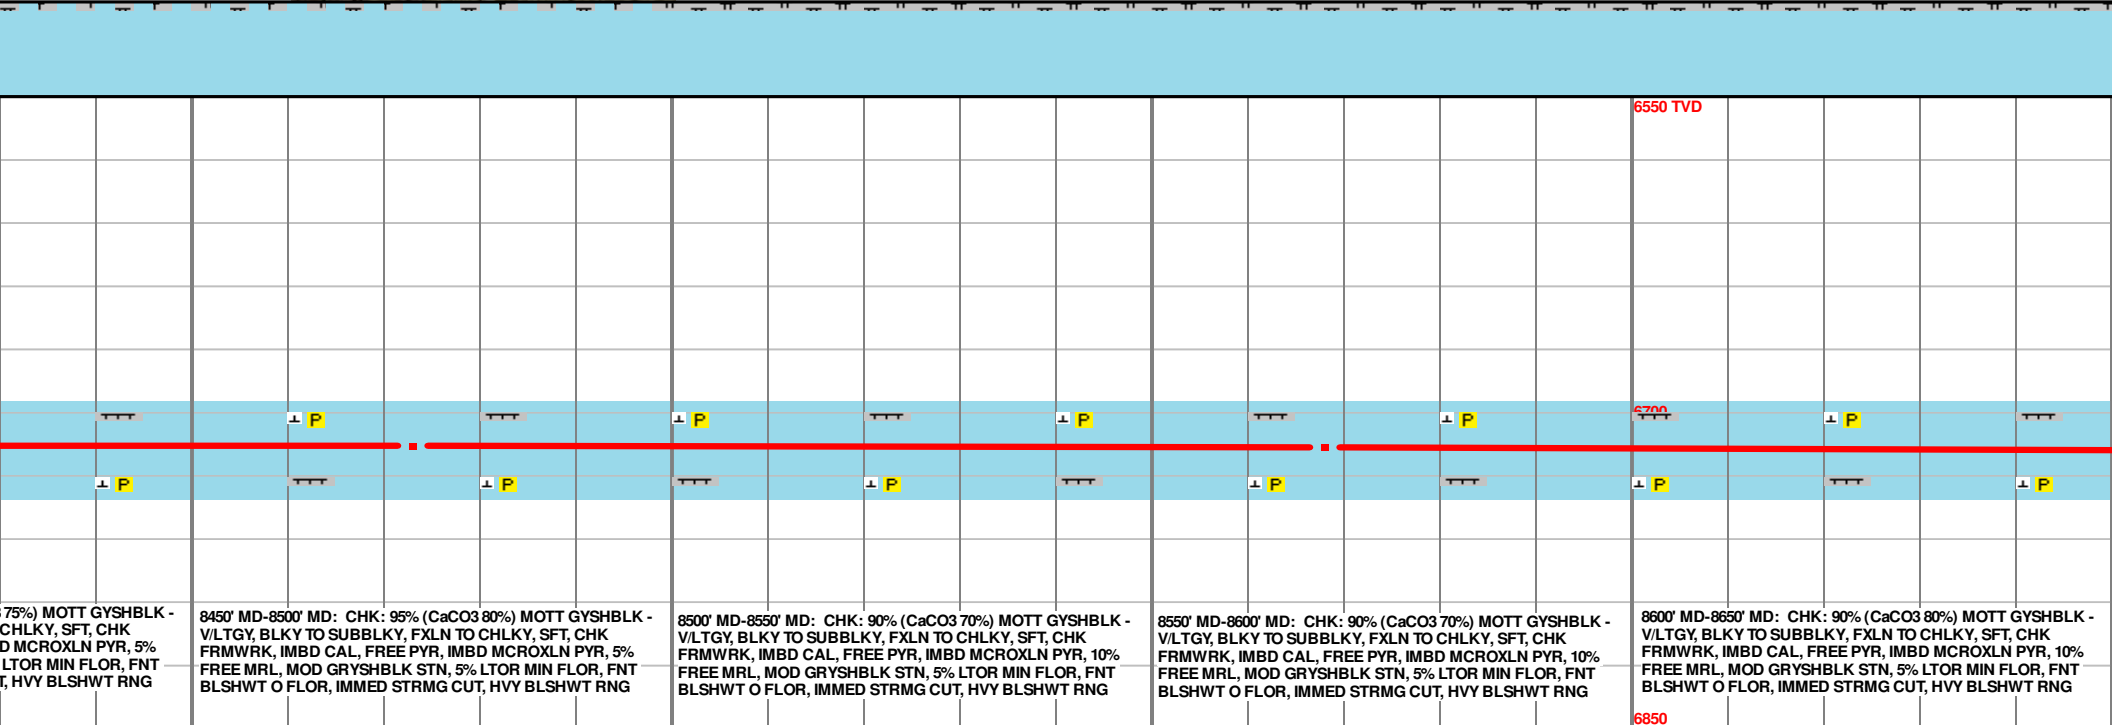 6550 TVD
6700
P P P P P
P P P P P P
75%) MOTT GYSHBLK -
CHLKY, SFT, CHK
D MCROXLN PYR, 5%
LTOR MIN FLOR, FNT
T, HVY BLSHWT RNG
8450' MD-8500' MD: CHK: 95% (CaCO3 80%) MOTT GYSHBLK -
V/LTGY, BLKY TO SUBBLKY, FXLN TO CHLKY, SFT, CHK
FRMWRK, IMBD CAL, FREE PYR, IMBD MCROXLN PYR, 5%
FREE MRL, MOD GRYSHBLK STN, 5% LTOR MIN FLOR, FNT
BLSHWT O FLOR, IMMED STRMG CUT, HVY BLSHWT RNG
8500' MD-8550' MD: CHK: 90% (CaCO3 70%) MOTT GYSHBLK -
V/LTGY, BLKY TO SUBBLKY, FXLN TO CHLKY, SFT, CHK
FRMWRK, IMBD CAL, FREE PYR, IMBD MCROXLN PYR, 10%
FREE MRL, MOD GRYSHBLK STN, 5% LTOR MIN FLOR, FNT
BLSHWT O FLOR, IMMED STRMG CUT, HVY BLSHWT RNG
8550' MD-8600' MD: CHK: 90% (CaCO3 70%) MOTT GYSHBLK -
V/LTGY, BLKY TO SUBBLKY, FXLN TO CHLKY, SFT, CHK
FRMWRK, IMBD CAL, FREE PYR, IMBD MCROXLN PYR, 10%
FREE MRL, MOD GRYSHBLK STN, 5% LTOR MIN FLOR, FNT
BLSHWT O FLOR, IMMED STRMG CUT, HVY BLSHWT RNG
8600' MD-8650' MD: CHK: 90% (CaCO3 80%) MOTT GYSHBLK -
V/LTGY, BLKY TO SUBBLKY, FXLN TO CHLKY, SFT, CHK
FRMWRK, IMBD CAL, FREE PYR, IMBD MCROXLN PYR, 10%
FREE MRL, MOD GRYSHBLK STN, 5% LTOR MIN FLOR, FNT
BLSHWT O FLOR, IMMED STRMG CUT, HVY BLSHWT RNG
6850